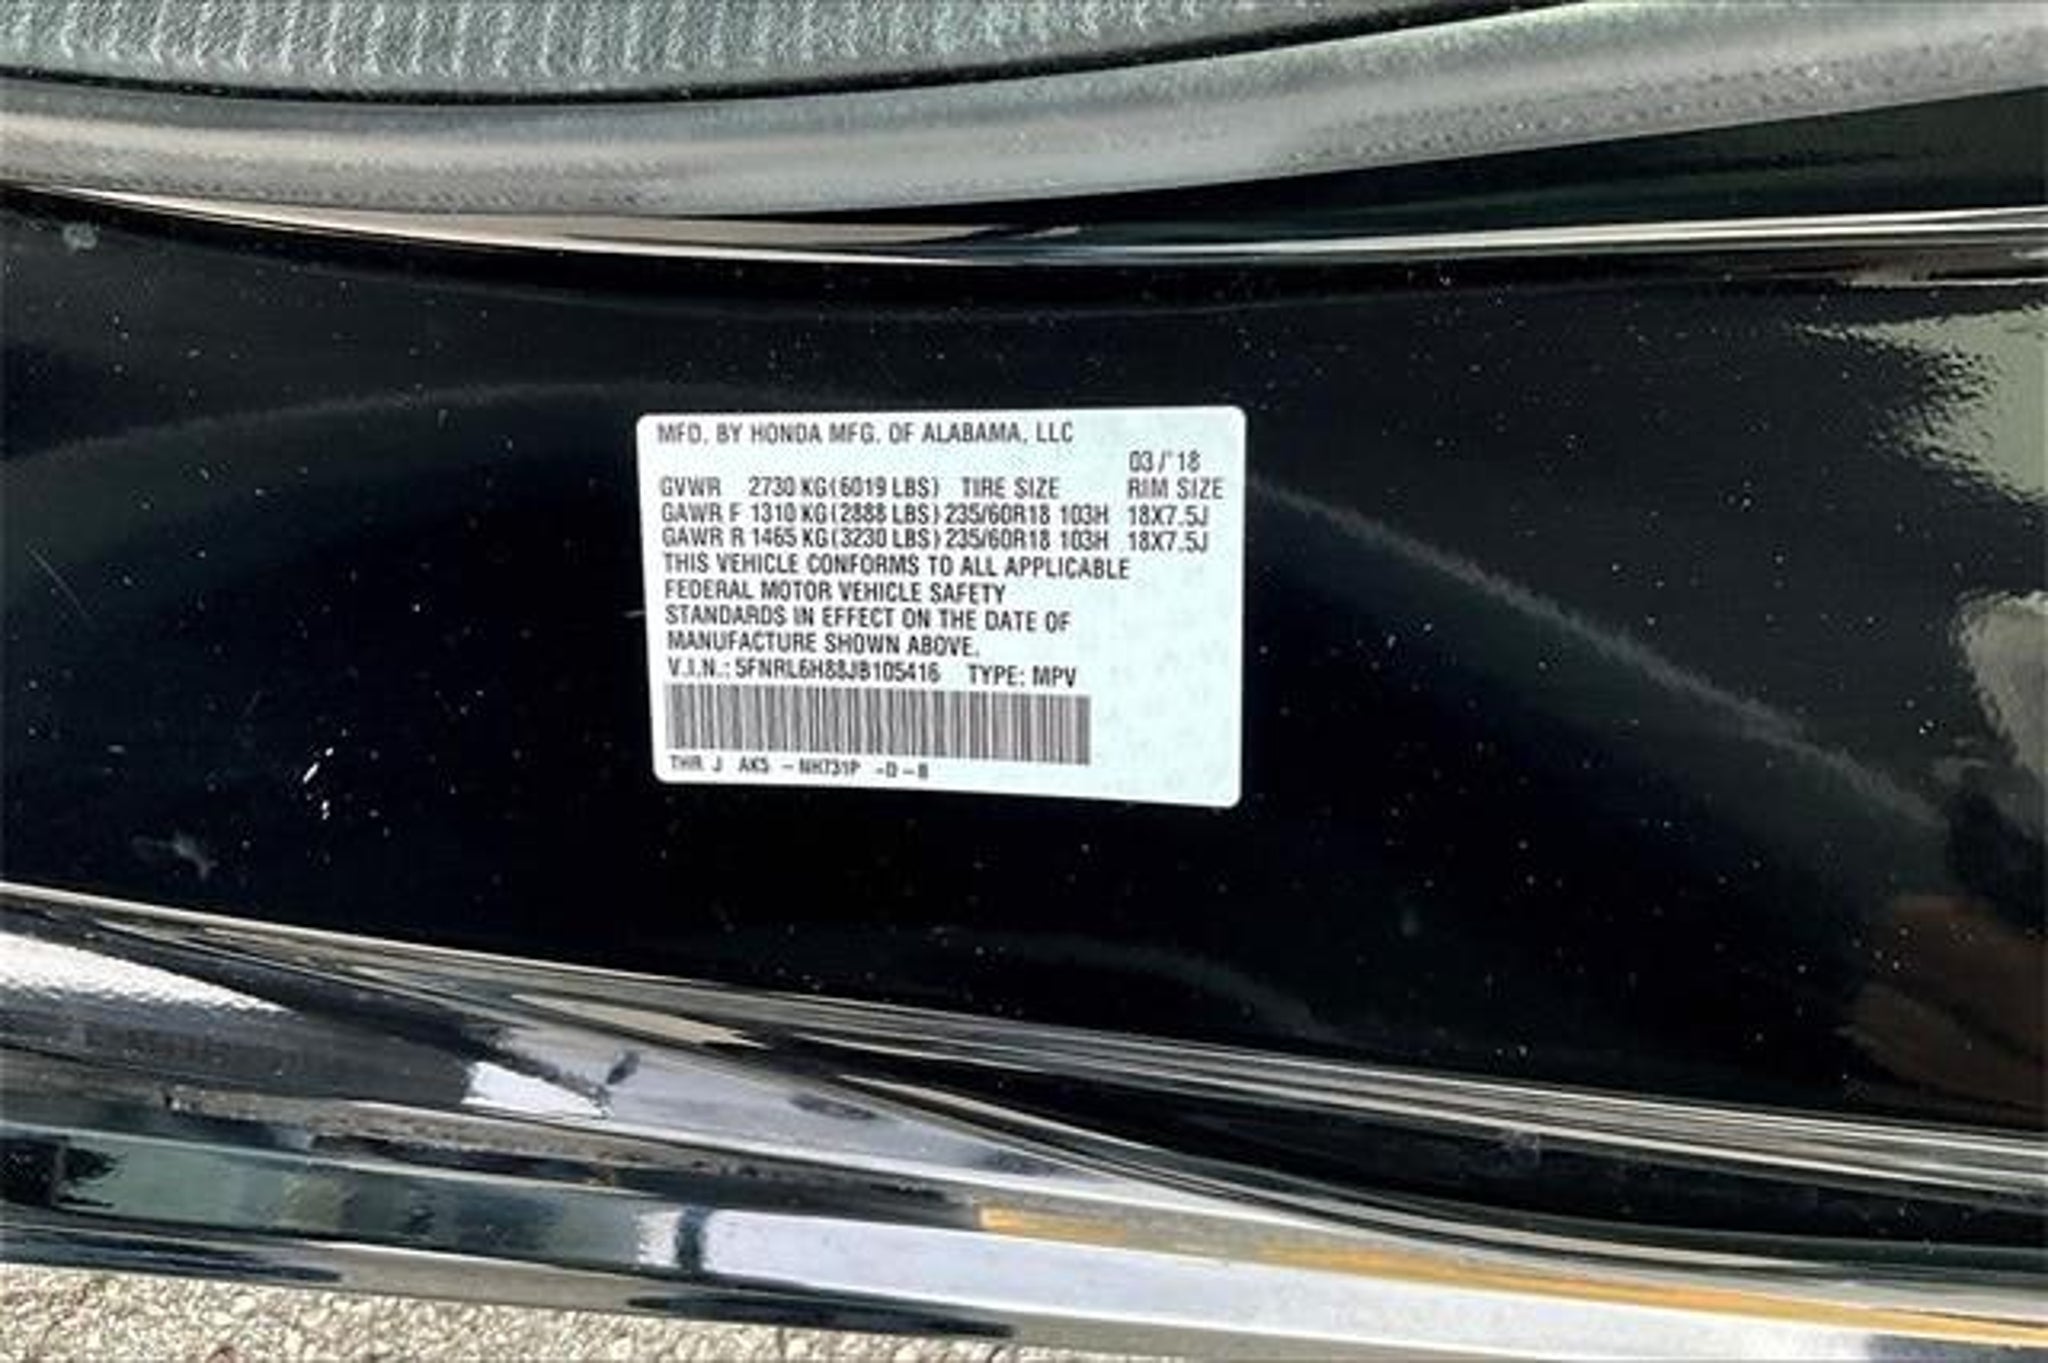 MFD. BY HONDA MFG. OF ALABAMA, LLC
03/'18
GVWR 2730 KG(6019 LBS) TIRE SIZE RIM SIZE
GAWR F 1310 KG(2888 LBS) 235/60R18 103H 18X7.5J
GAWR R 1465 KG(3230 LBS) 235/60R18 103H 18X7.5J
THIS VEHICLE CONFORMS TO ALL APPLICABLE
FEDERAL MOTOR VEHICLE SAFETY
STANDARDS IN EFFECT ON THE DATE OF
MANUFACTURE SHOWN ABOVE.
V.I.N.: 5FNRL6H88JB105416 TYPE: MPV
THR J AK5 -NH731P -D-B